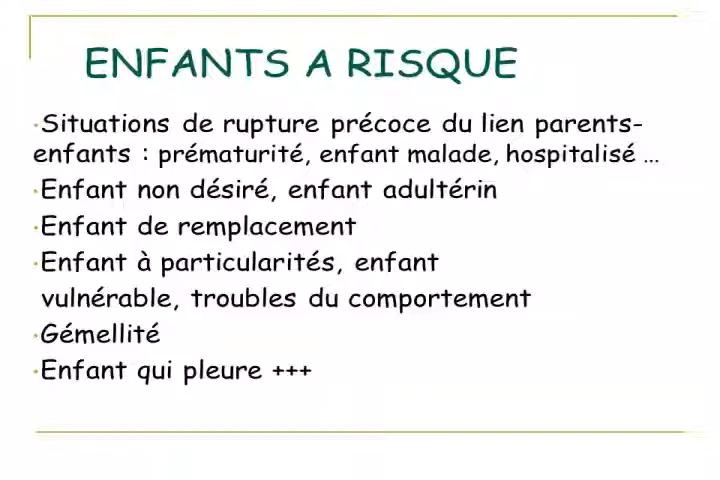 ENFANTS A RISQUE
•Situations de rupture précoce du lien parents-
enfants : prématurité, enfant malade, hospitalisé ...
•Enfant non désiré, enfant adultérin
•Enfant de remplacement
•Enfant à particularités, enfant
vulnérable, troubles du comportement
•Gémellité
•Enfant qui pleure +++